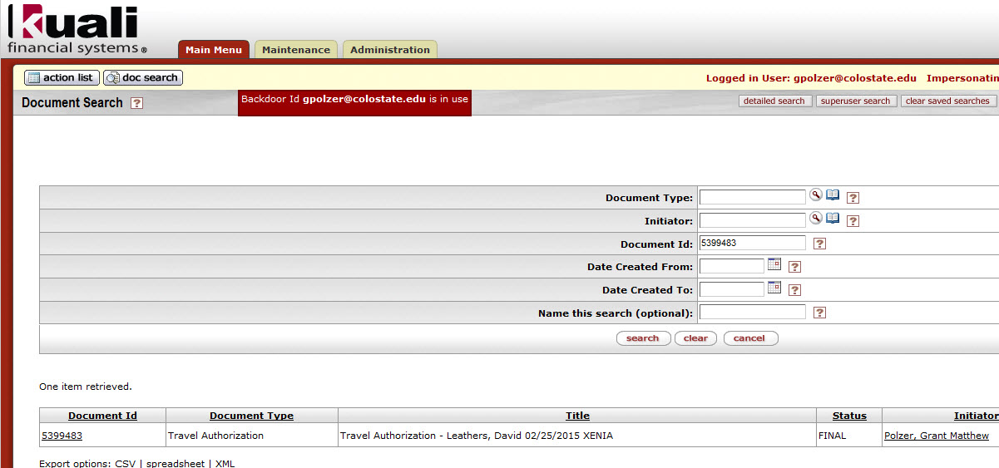 kuali
financial systems ®
Main Menu Maintenance Administration
action list doc search Logged in User: gpolzer@colostate.edu Impersonatin
Document Search ? Backdoor Id gpolzer@colostate.edu is in use detailed search superuser search clear saved searches
Document Type: ?
Initiator: ?
Document Id: 5399483 ?
Date Created From: ?
Date Created To: ?
Name this search (optional): ?
search clear cancel
One item retrieved.
Document Id Document Type Title Status Initiator
5399483 Travel Authorization Travel Authorization - Leathers, David 02/25/2015 XENIA FINAL Polzer, Grant Matthew
Export options: CSV | spreadsheet | XML